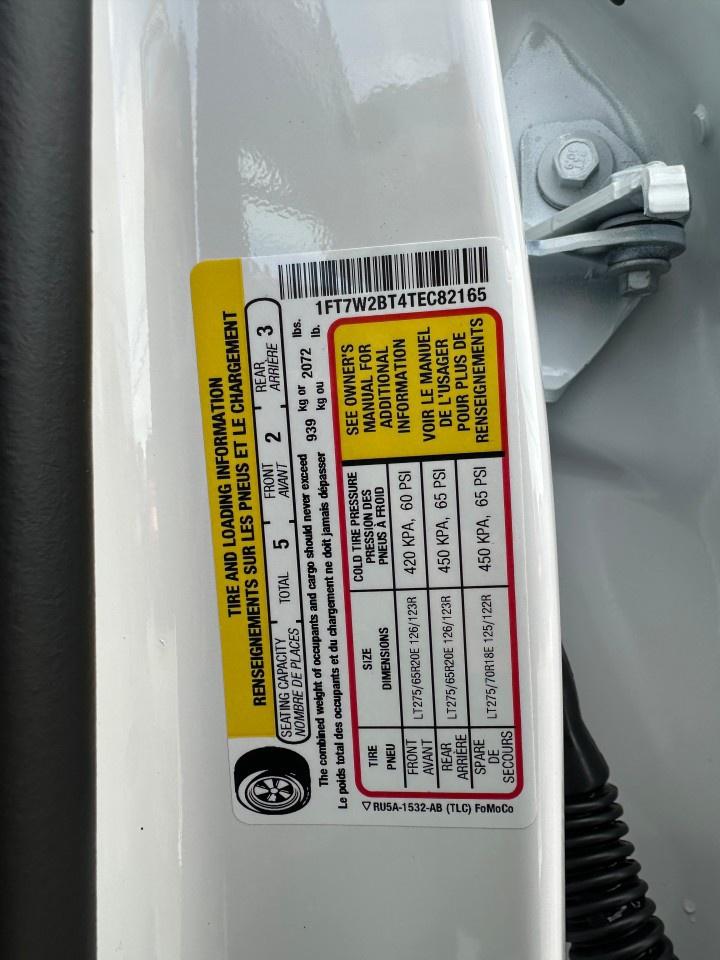 TIRE AND LOADING INFORMATION
RENSEIGNEMENTS SUR LES PNEUS ET LE CHARGEMENT
SEATING CAPACITY
NOMBRE DE PLACES
TOTAL 5
FRONT
AVANT
2
REAR
ARRIÈRE
3
The combined weight of occupants and cargo should never exceed 939 kg or 2072 lbs.
Le poids total des occupants et du chargement ne doit jamais dépasser kg ou lb.
1FT7W2BT4TEC82165
TIRE
PNEU
SIZE
DIMENSIONS
COLD TIRE PRESSURE
PRESSION DES
PNEUS À FROID
FRONT
AVANT
LT275/65R20E 126/123R
420 KPA, 60 PSI
REAR
ARRIÈRE
LT275/65R20E 126/123R
450 KPA, 65 PSI
SPARE
DE
SECOURS
LT275/70R18E 125/122R
450 KPA, 65 PSI
SEE OWNER'S
MANUAL FOR
ADDITIONAL
INFORMATION
VOIR LE MANUEL
DE L'USAGER
POUR PLUS DE
RENSEIGNEMENTS
RU5A-1532-AB (TLC) FoMoCo